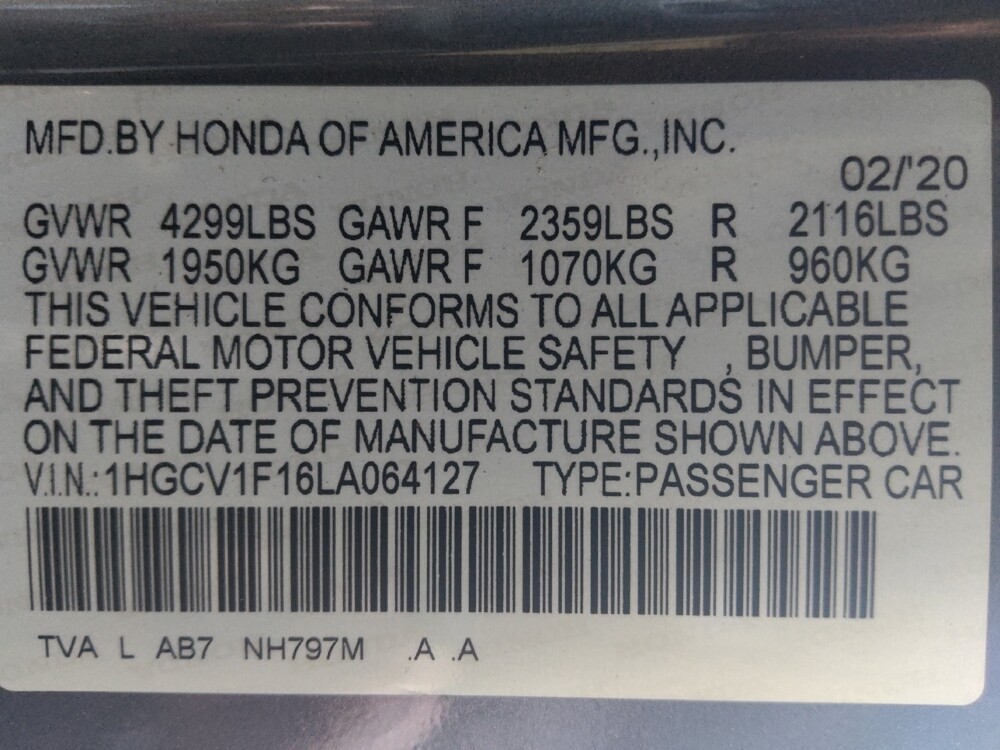 MFD.BY HONDA OF AMERICA MFG.,INC.
02/'20
GVWR 4299LBS GAWR F 2359LBS R 2116LBS
GVWR 1950KG GAWR F 1070KG R 960KG
THIS VEHICLE CONFORMS TO ALL APPLICABLE
FEDERAL MOTOR VEHICLE SAFETY , BUMPER,
AND THEFT PREVENTION STANDARDS IN EFFECT
ON THE DATE OF MANUFACTURE SHOWN ABOVE.
V.I.N.:1HGCV1F16LA064127 TYPE:PASSENGER CAR
TVA L AB7 NH797M .A .A